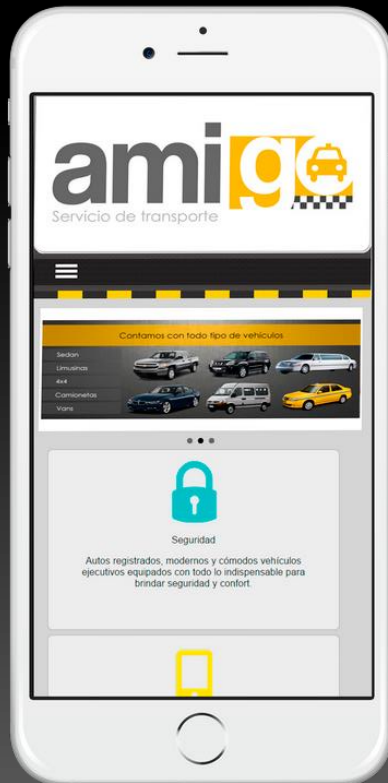 amigo
Servicio de transporte
Contamos con todo tipo de vehículos
Sedan
Limusinas
4x4
Camionetas
Vans
Seguridad
Autos registrados, modernos y cómodos vehículos
ejecutivos equipados con todo lo indispensable para
brindar seguridad y confort.